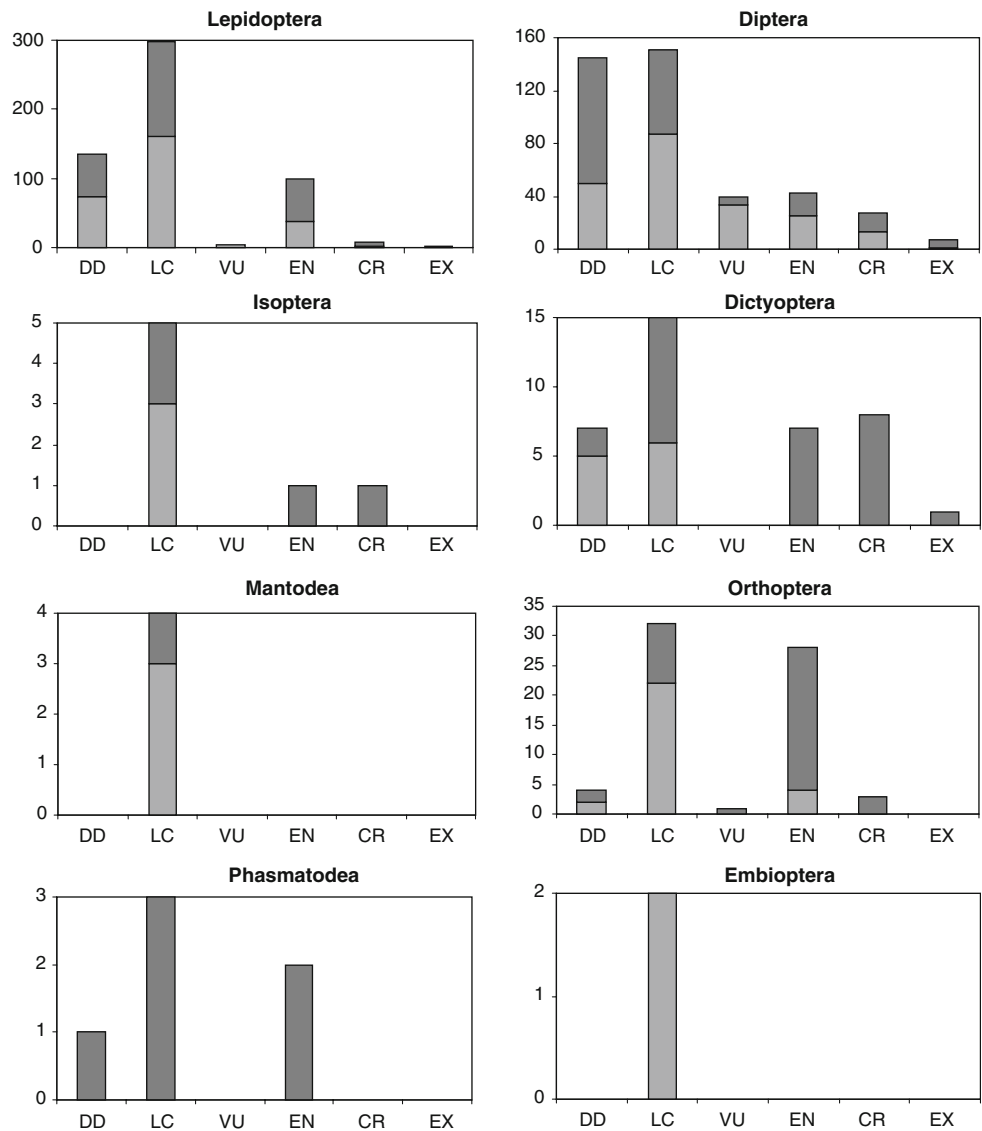 Lepidoptera
300
200
100
0
DD LC VU EN CR EX
Diptera
160
120
80
40
0
DD LC VU EN CR EX
Isoptera
5
4
3
2
1
0
DD LC VU EN CR EX
Dictyoptera
15
10
5
0
DD LC VU EN CR EX
Mantodea
4
3
2
1
0
DD LC VU EN CR EX
Orthoptera
35
30
25
20
15
10
5
0
DD LC VU EN CR EX
Phasmatodea
3
2
1
0
DD LC VU EN CR EX
Embioptera
2
1
0
DD LC VU EN CR EX